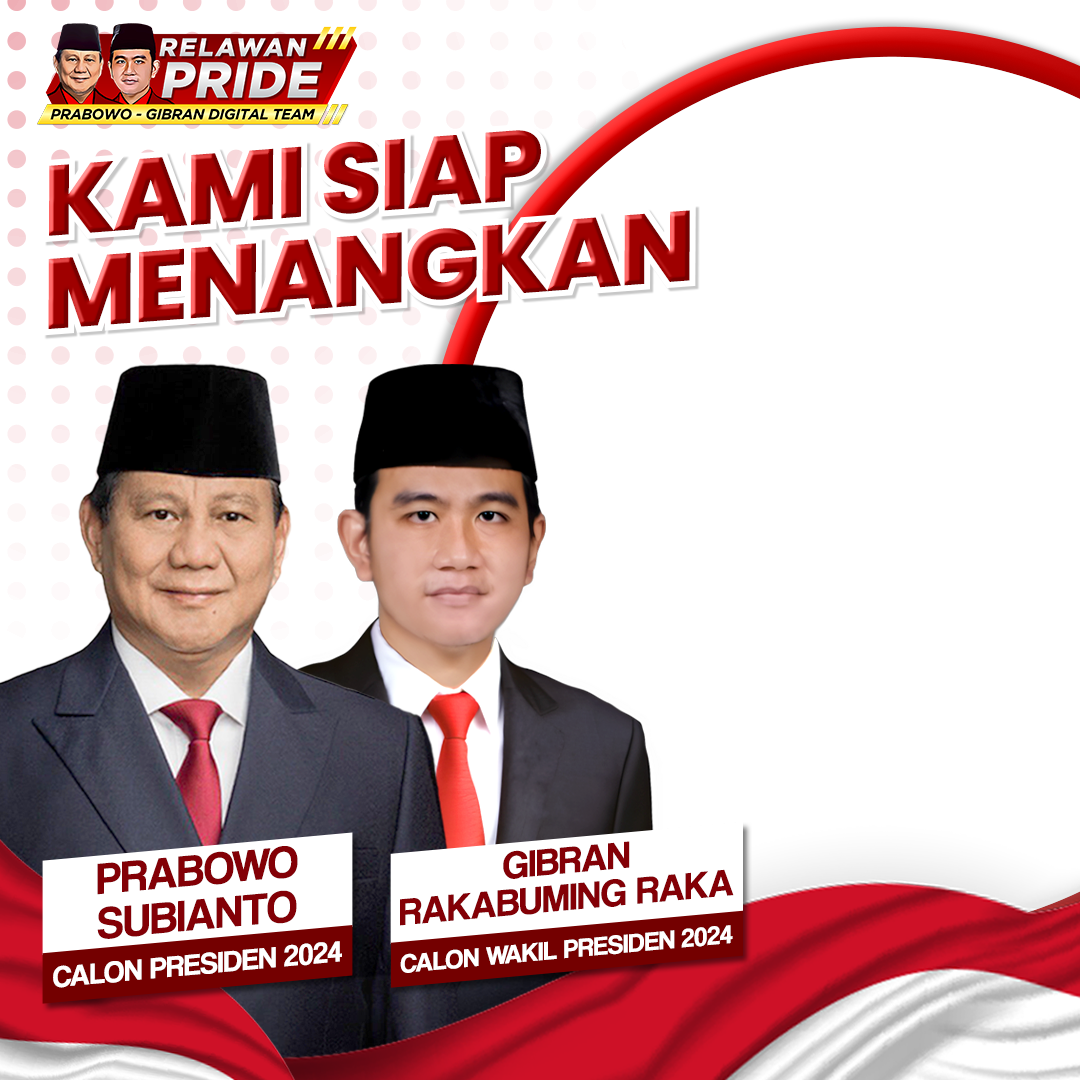 RELAWAN
PRIDE
PRABOWO - GIBRAN DIGITAL TEAM
KAMI SIAP
MENANGKAN
PRABOWO
SUBIANTO
CALON PRESIDEN 2024
GIBRAN
RAKABUMING RAKA
CALON WAKIL PRESIDEN 2024